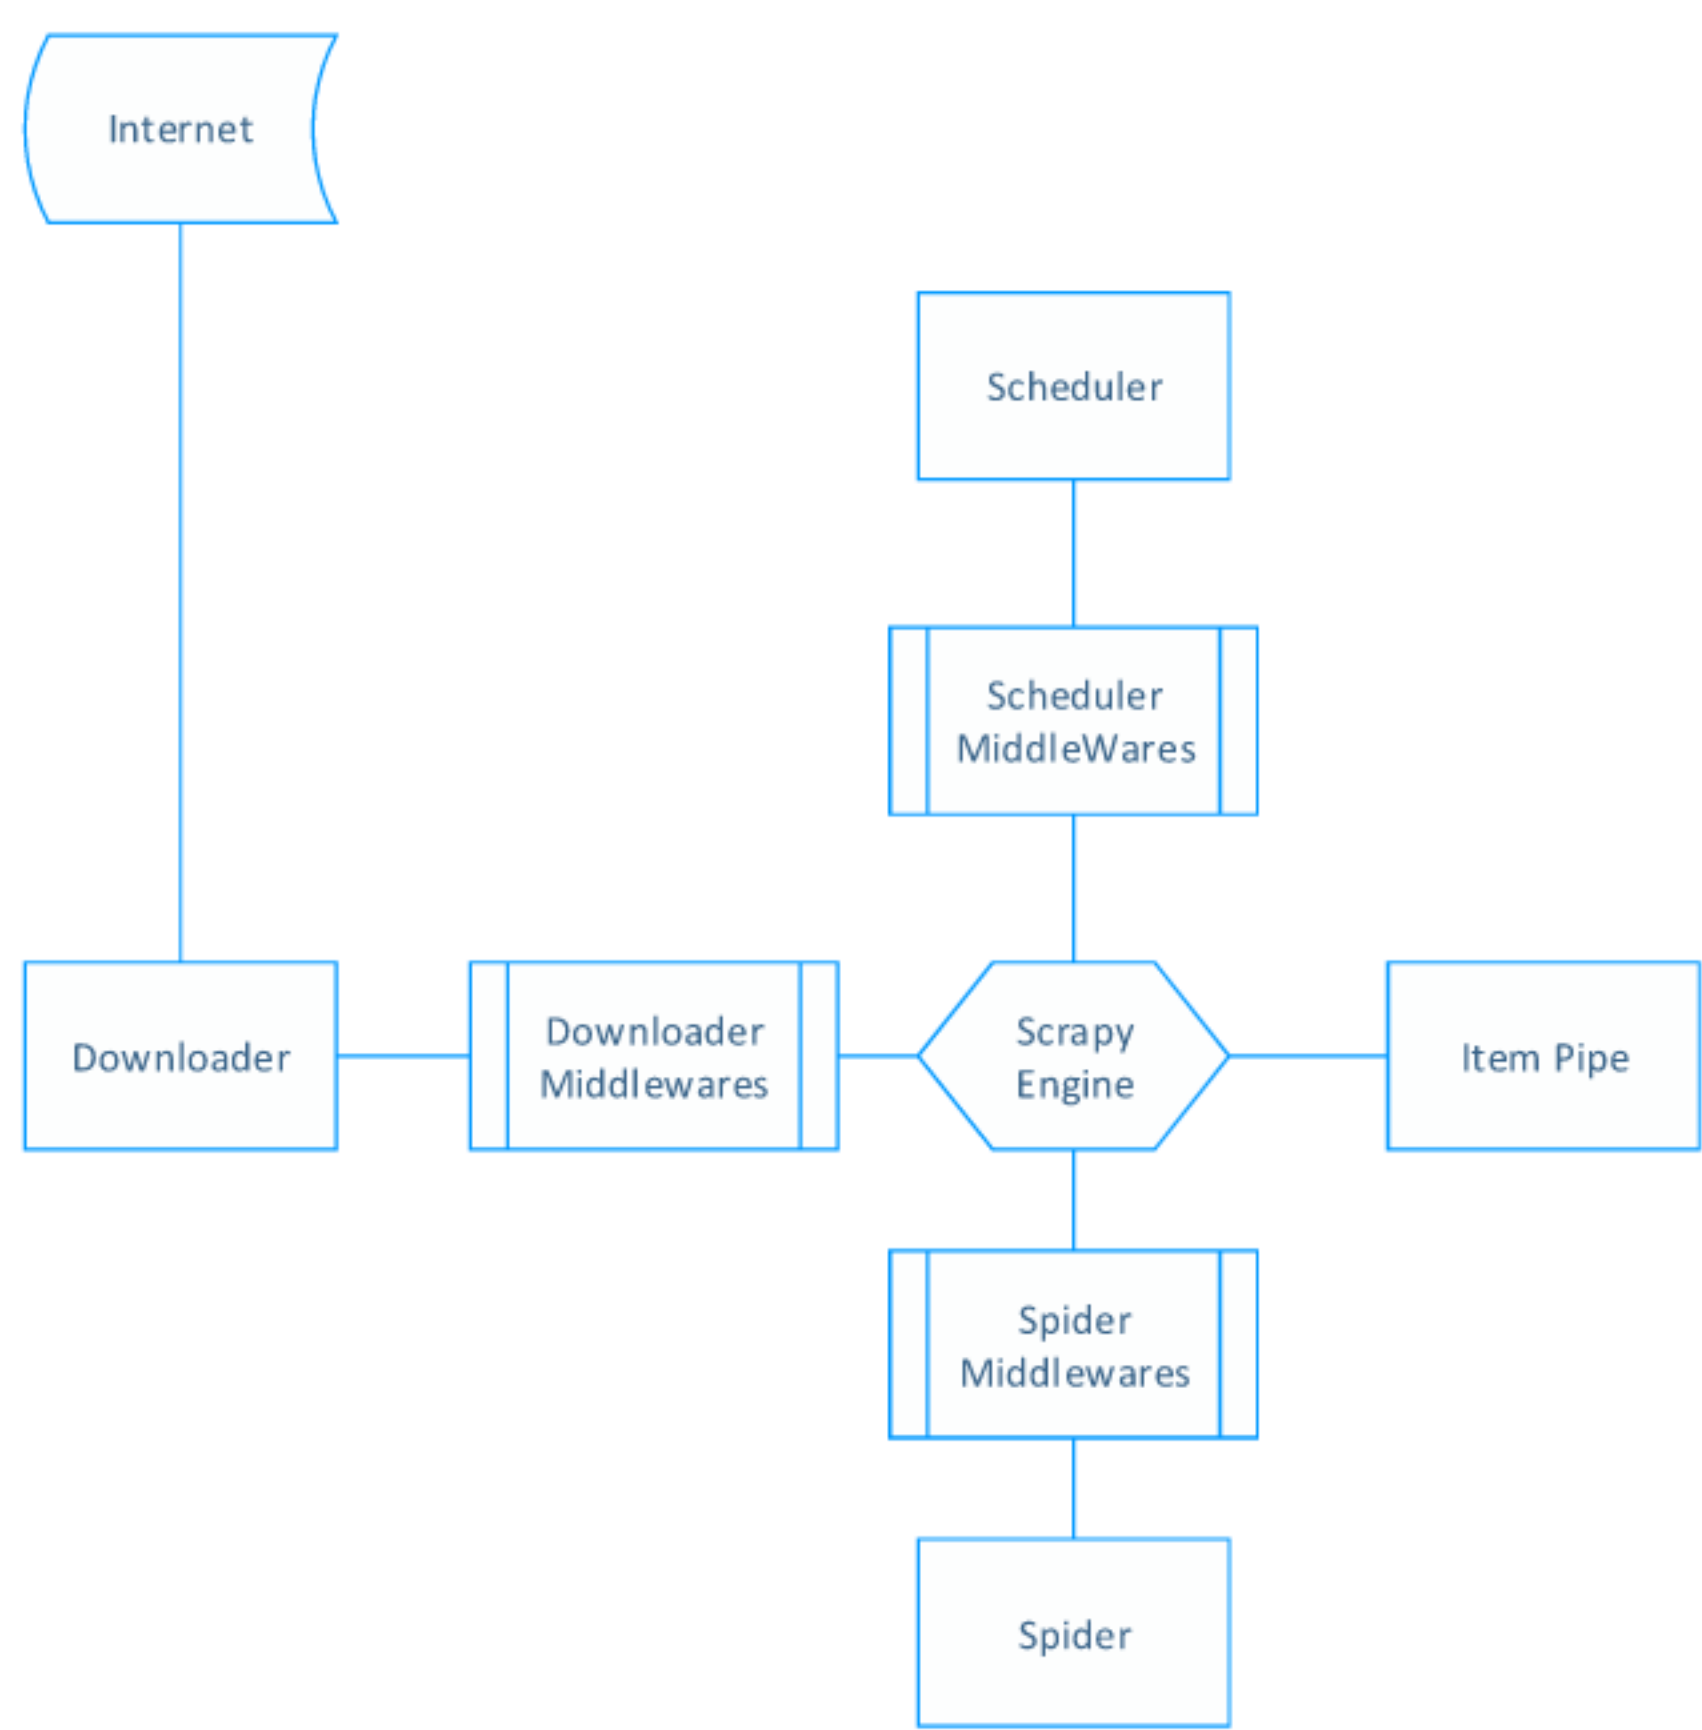 Internet
Scheduler
Scheduler
MiddleWares
Downloader
Downloader
Middlewares
Scrapy
Engine
Item Pipe
Spider
Middlewares
Spider